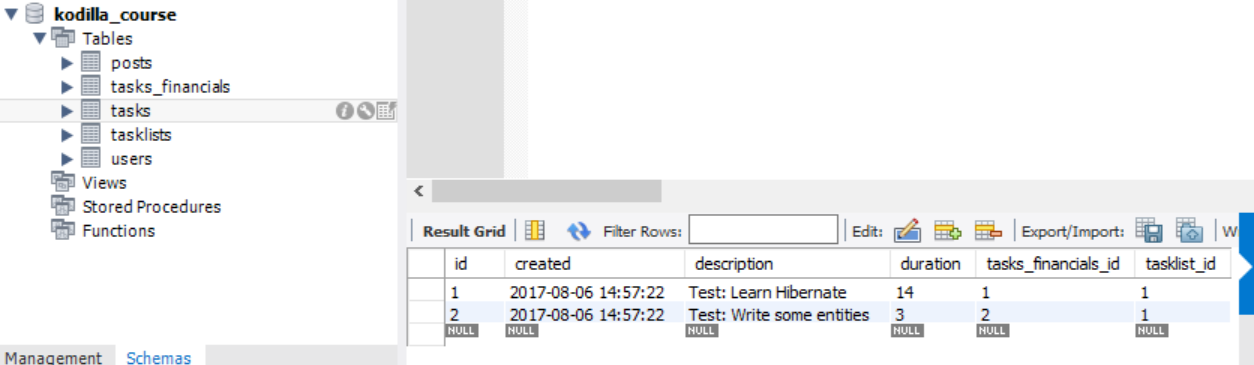 kodilla_course
Tables
posts
tasks_financials
tasks
tasklists
users
Views
Stored Procedures
Functions
Management Schemas
Result Grid Filter Rows: Edit: Export/Import:
id created description duration tasks_financials_id tasklist_id
1 2017-08-06 14:57:22 Test: Learn Hibernate 14 1 1
2 2017-08-06 14:57:22 Test: Write some entities 3 2 1
NULL NULL NULL NULL NULL NULL